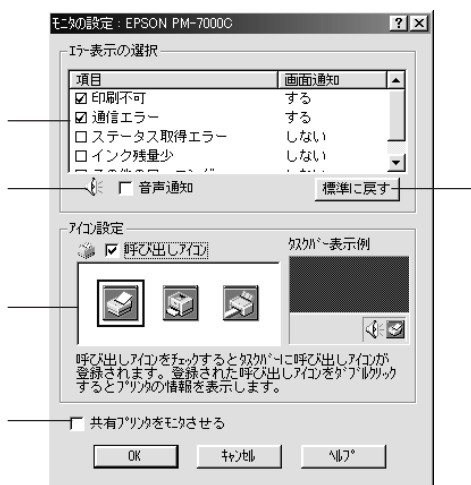 ﾓﾆﾀの設定 : EPSON PM-7000C
ｴﾗｰ表示の選択
項目 画面通知
印刷不可 する
通信エラー する
ステータス取得エラー しない
インク残量少 しない
音声通知 標準に戻す
ｱｲｺﾝ設定
呼び出しｱｲｺﾝ
ﾀｽｸﾊﾞｰ表示例
呼び出しｱｲｺﾝをﾁｪｯｸするとﾀｽｸﾊﾞｰに呼び出しｱｲｺﾝが
登録されます。登録された呼び出しｱｲｺﾝをﾀﾞﾌﾞﾙｸﾘｯｸ
するとﾌﾟﾘﾝﾀの情報を表示します。
共有ﾌﾟﾘﾝﾀをﾓﾆﾀさせる
OK ｷｬﾝｾﾙ ﾍﾙﾌﾟ